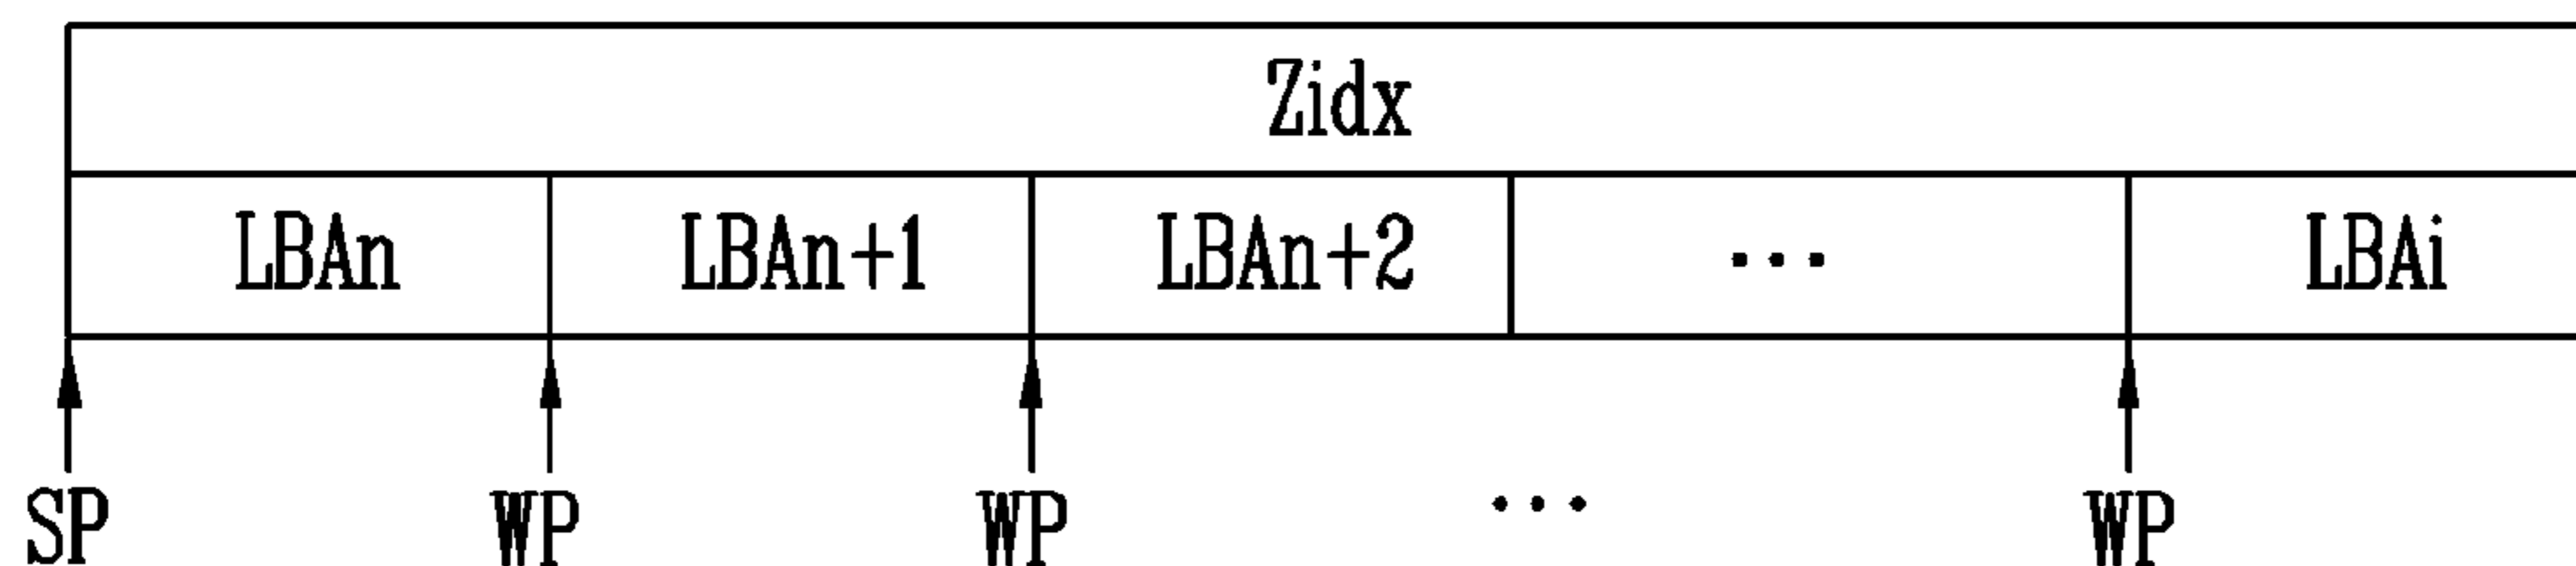 Zidx
LBAn LBAn+1 LBAn+2 ... LBAi
SP WP WP ... WP